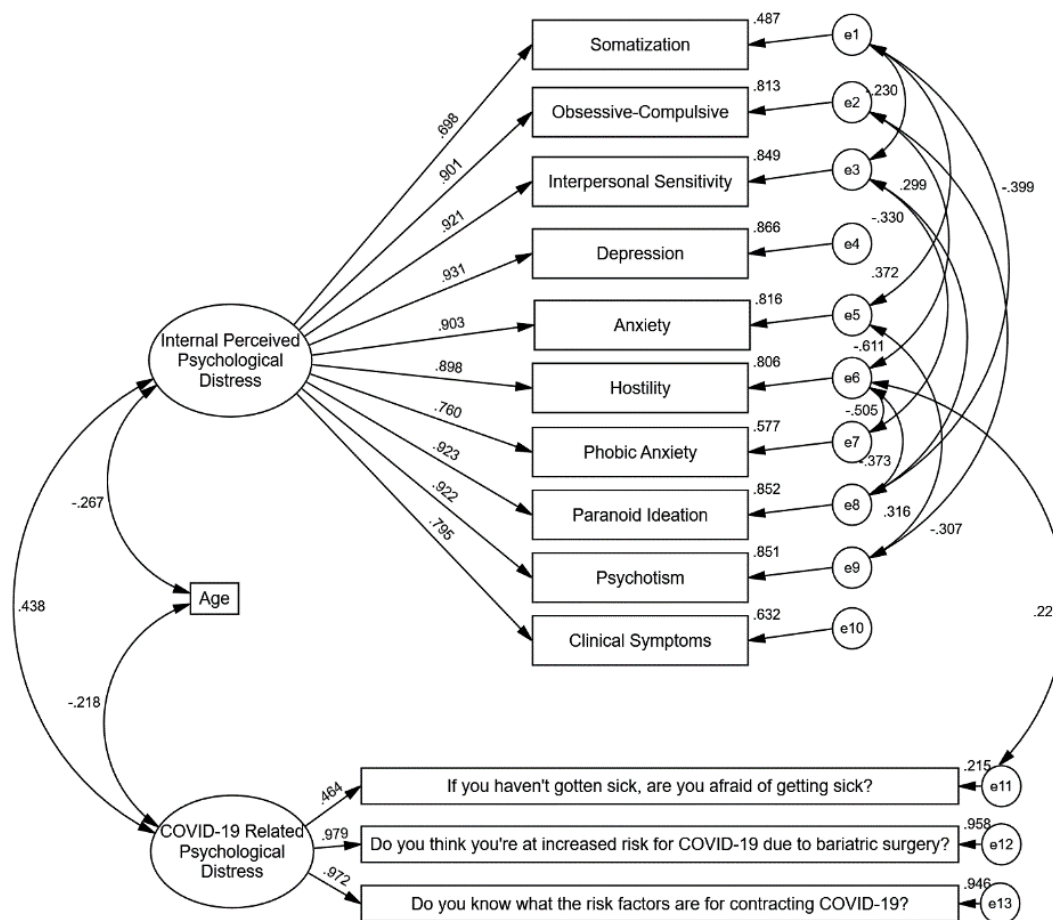 .487
Somatization
e1
.698
.813
Obsessive-Compulsive
e2
-.230
.901
.849
Interpersonal Sensitivity
e3
.299
-.399
.921
-.330
.866
Depression
e4
.931
.372
.816
Anxiety
e5
.903
Internal Perceived
Psychological
Distress
-.611
.806
Hostility
e6
.898
-.505
.577
Phobic Anxiety
e7
.760
-.373
.852
Paranoid Ideation
e8
.923
.316
-.307
.851
Psychotism
e9
.922
.632
Clinical Symptoms
e10
.795
-.267
Age
.438
-.218
.22
.215
If you haven't gotten sick, are you afraid of getting sick?
e11
.464
COVID-19 Related
Psychological
Distress
.958
Do you think you're at increased risk for COVID-19 due to bariatric surgery?
e12
.979
.946
Do you know what the risk factors are for contracting COVID-19?
e13
.972